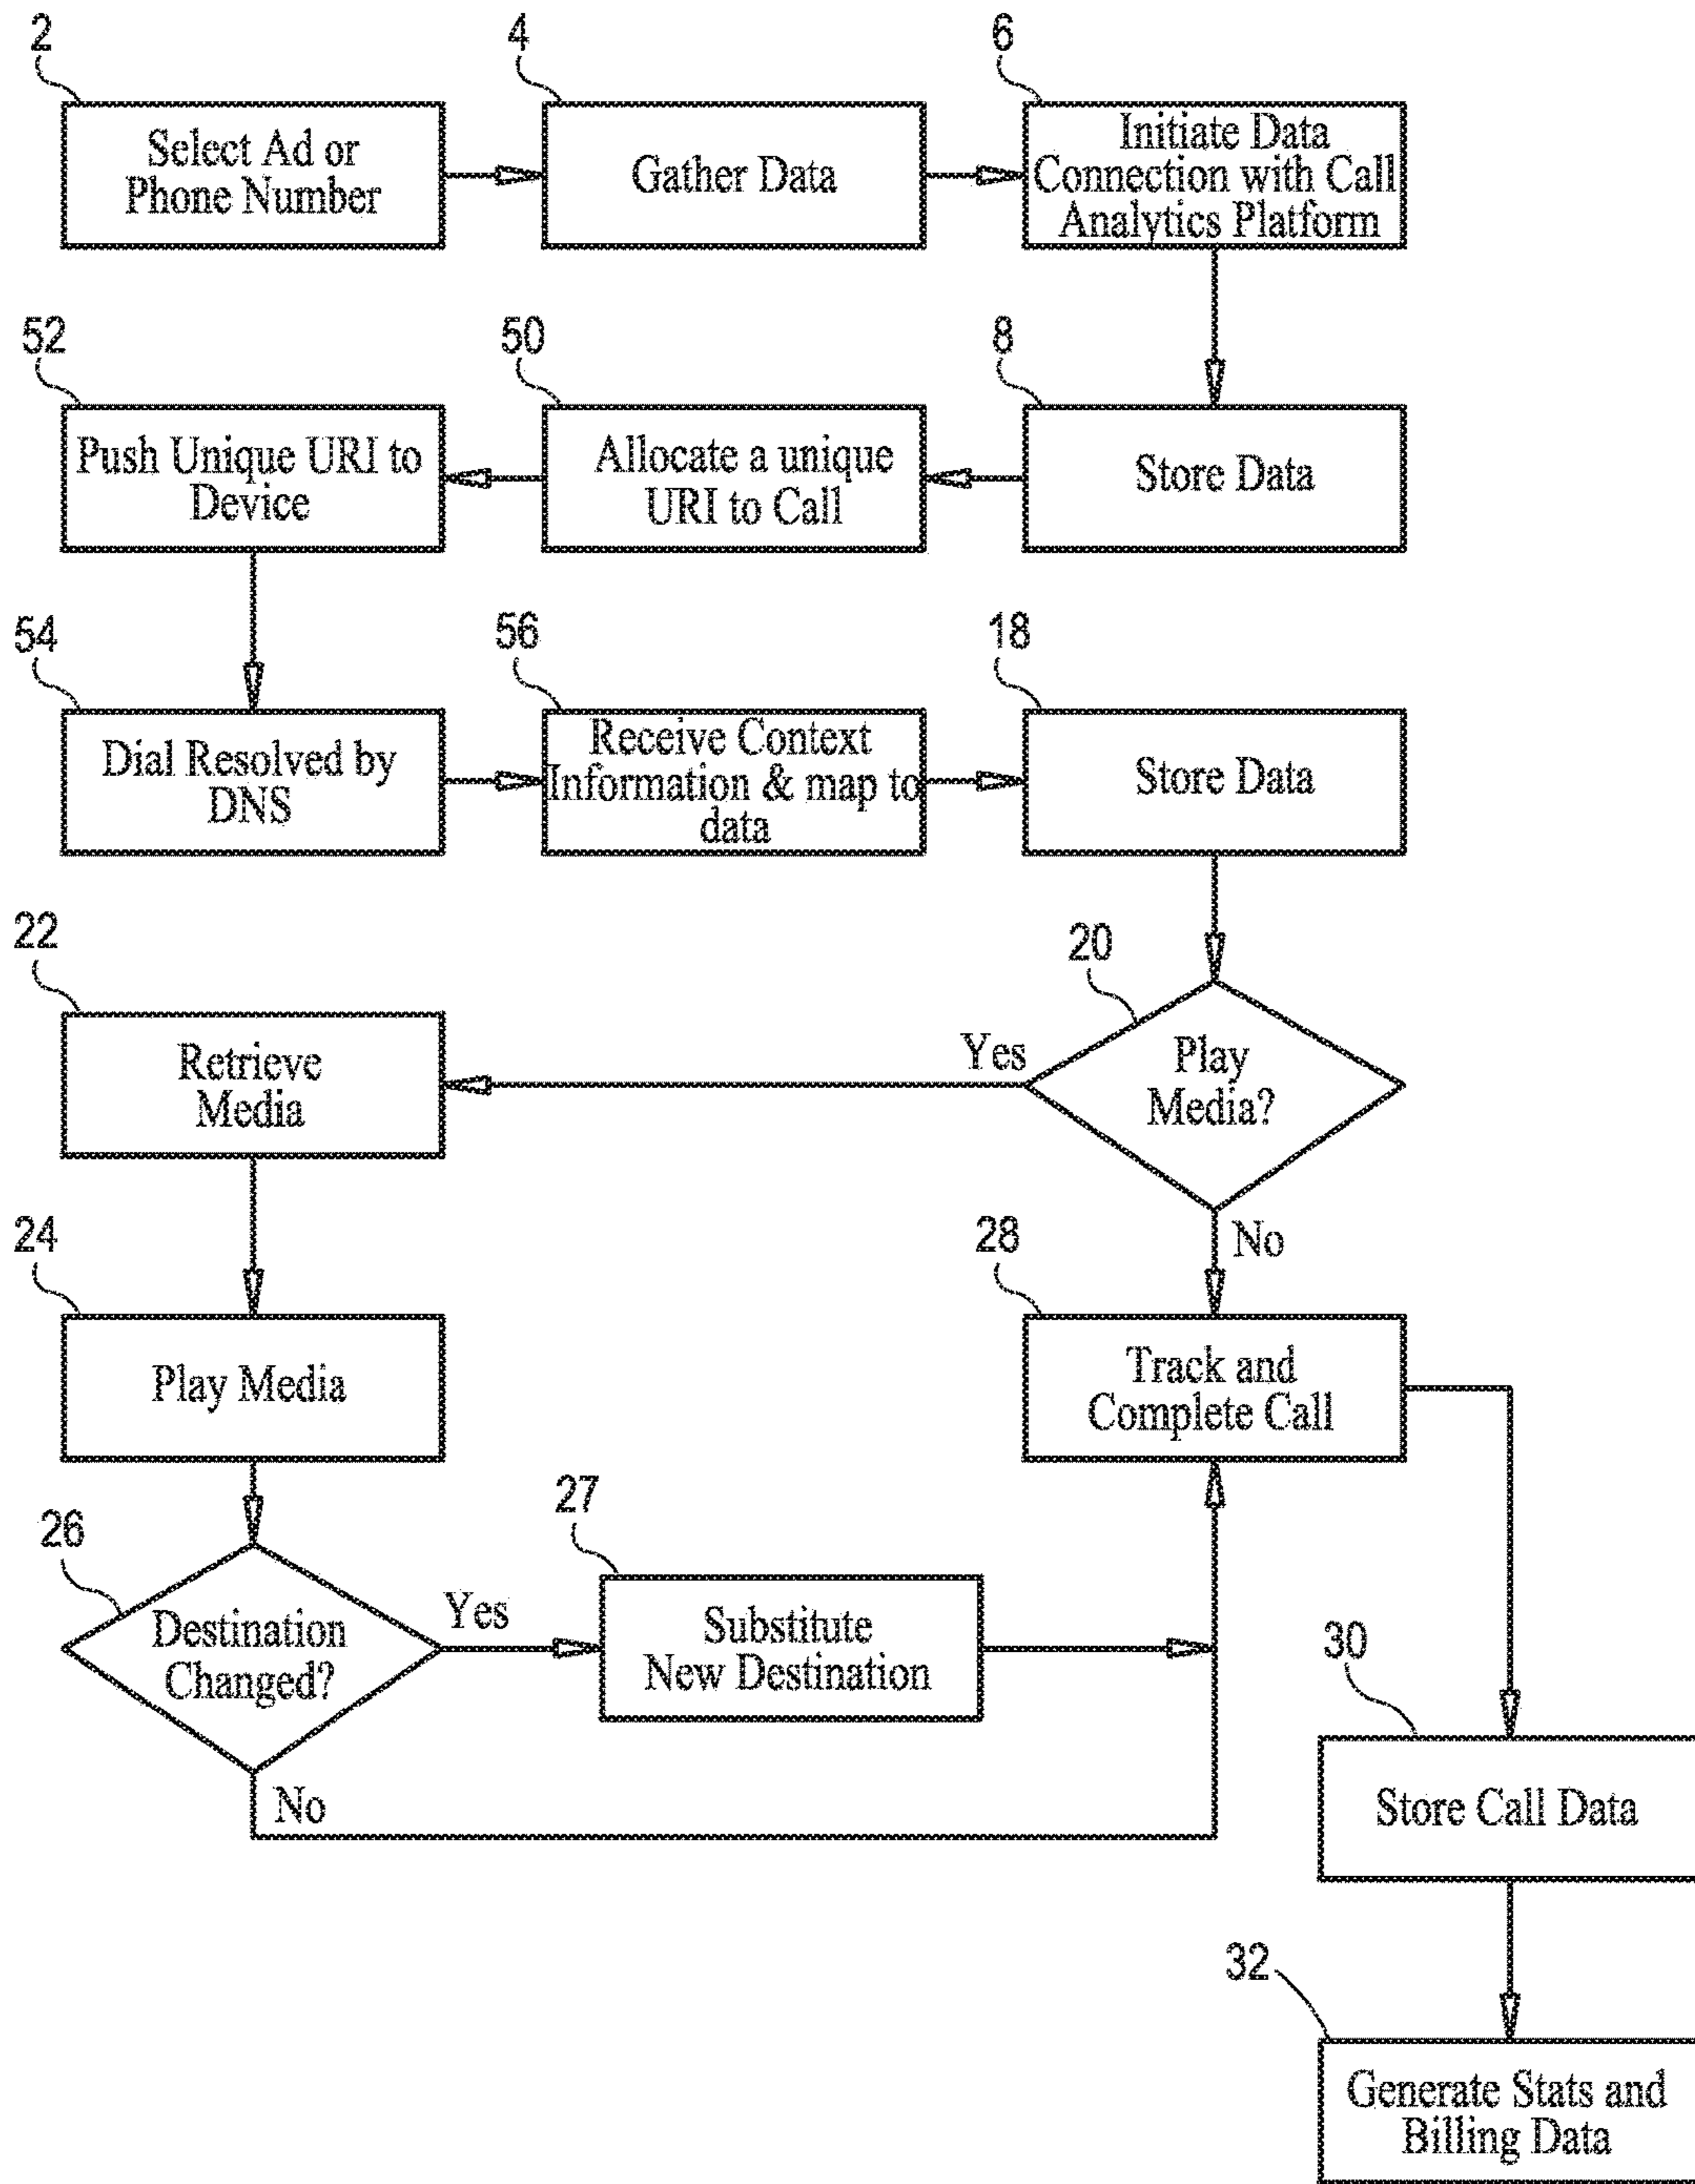 2
Select Ad or
Phone Number
4
Gather Data
6
Initiate Data
Connection with Call
Analytics Platform
52
Push Unique URI to
Device
50
Allocate a unique
URI to Call
8
Store Data
54
Dial Resolved by
DNS
56
Receive Context
Information & map to
data
18
Store Data
22
Retrieve
Media
Yes
20
Play
Media?
No
24
Play Media
28
Track and
Complete Call
26
Destination
Changed?
Yes
No
27
Substitute
New Destination
30
Store Call Data
32
Generate Stats and
Billing Data